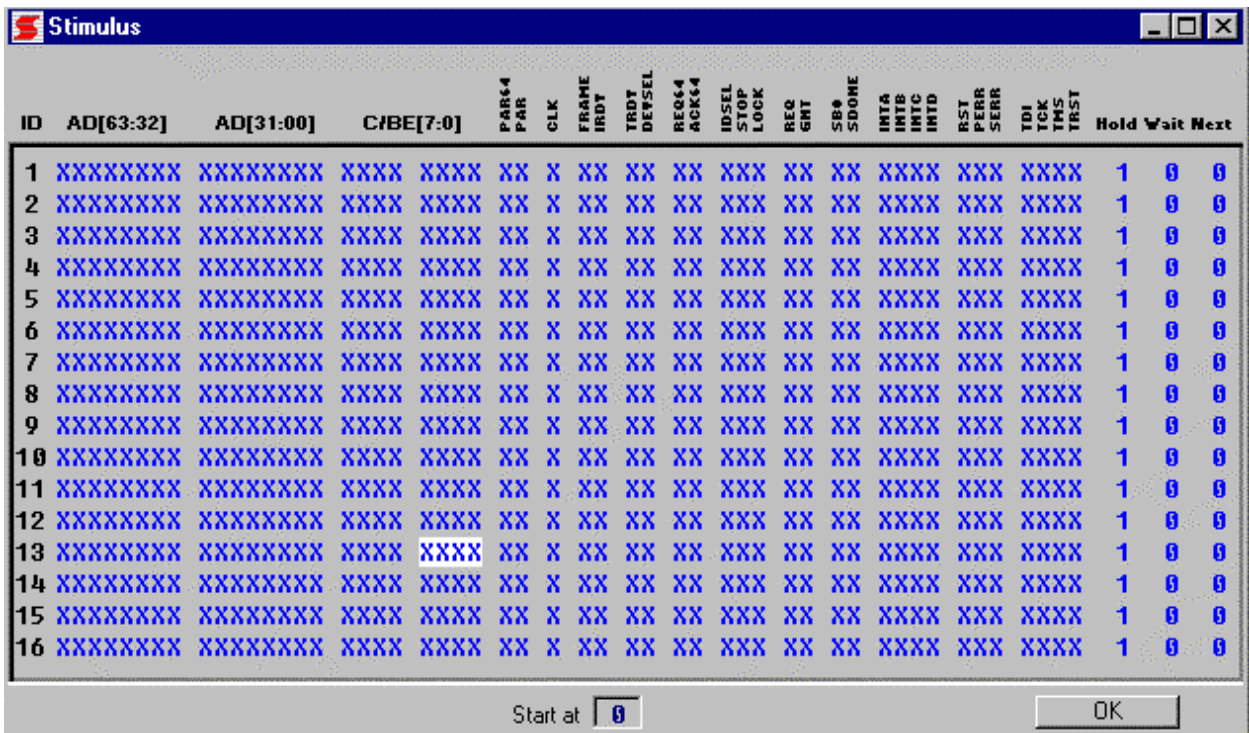 Stimulus
ID AD[63:32] AD[31:00] C/BE[7:0] PAR64 PAR CLK FRAME IRDY TRDY DEVSEL REQ64 ACK64 IDSEL STOP LOCK REQ GNT SB0 SDONE INTA INTB INTC INTD RST PERR SERR TDI TCK TMS TRST Hold Wait Next
1 XXXXXXXX XXXXXXXX XXXX XXXX XX X XX XX XX XXX XX XX XXXX XXX XXXX 1 0 0
2 XXXXXXXX XXXXXXXX XXXX XXXX XX X XX XX XX XXX XX XX XXXX XXX XXXX 1 0 0
3 XXXXXXXX XXXXXXXX XXXX XXXX XX X XX XX XX XXX XX XX XXXX XXX XXXX 1 0 0
4 XXXXXXXX XXXXXXXX XXXX XXXX XX X XX XX XX XXX XX XX XXXX XXX XXXX 1 0 0
5 XXXXXXXX XXXXXXXX XXXX XXXX XX X XX XX XX XXX XX XX XXXX XXX XXXX 1 0 0
6 XXXXXXXX XXXXXXXX XXXX XXXX XX X XX XX XX XXX XX XX XXXX XXX XXXX 1 0 0
7 XXXXXXXX XXXXXXXX XXXX XXXX XX X XX XX XX XXX XX XX XXXX XXX XXXX 1 0 0
8 XXXXXXXX XXXXXXXX XXXX XXXX XX X XX XX XX XXX XX XX XXXX XXX XXXX 1 0 0
9 XXXXXXXX XXXXXXXX XXXX XXXX XX X XX XX XX XXX XX XX XXXX XXX XXXX 1 0 0
10 XXXXXXXX XXXXXXXX XXXX XXXX XX X XX XX XX XXX XX XX XXXX XXX XXXX 1 0 0
11 XXXXXXXX XXXXXXXX XXXX XXXX XX X XX XX XX XXX XX XX XXXX XXX XXXX 1 0 0
12 XXXXXXXX XXXXXXXX XXXX XXXX XX X XX XX XX XXX XX XX XXXX XXX XXXX 1 0 0
13 XXXXXXXX XXXXXXXX XXXX XXXX XX X XX XX XX XXX XX XX XXXX XXX XXXX 1 0 0
14 XXXXXXXX XXXXXXXX XXXX XXXX XX X XX XX XX XXX XX XX XXXX XXX XXXX 1 0 0
15 XXXXXXXX XXXXXXXX XXXX XXXX XX X XX XX XX XXX XX XX XXXX XXX XXXX 1 0 0
16 XXXXXXXX XXXXXXXX XXXX XXXX XX X XX XX XX XXX XX XX XXXX XXX XXXX 1 0 0
Start at 0
OK